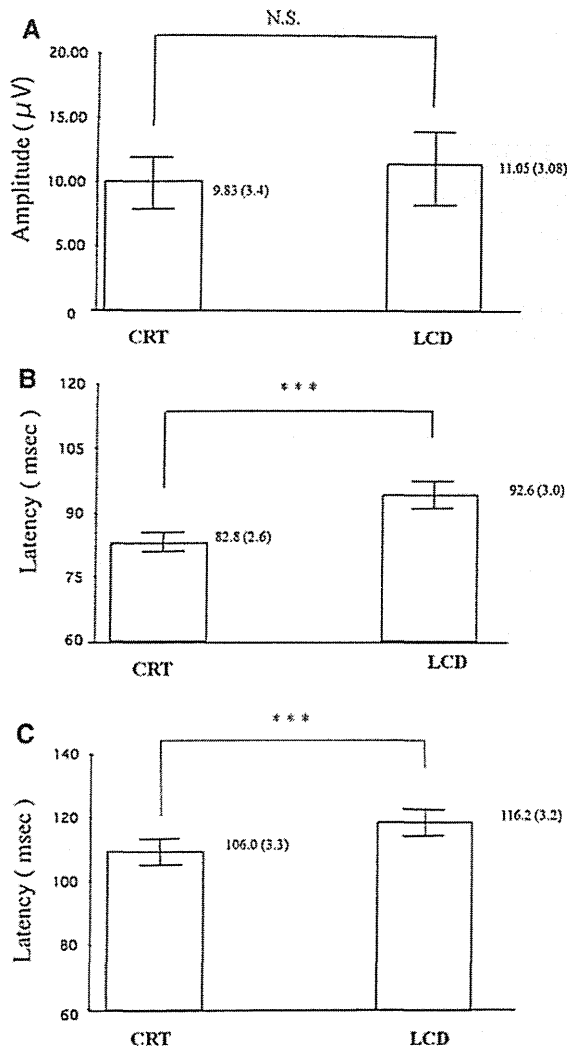 A
N.S.
Amplitude ( μV)
20.00
15.00
10.00
5.00
0
9.83 (3.4)
11.05 (3.08)
CRT
LCD
B
***
Latency ( msec)
120
105
90
75
60
82.8 (2.6)
92.6 (3.0)
CRT
LCD
C
***
Latency ( msec)
140
120
100
80
60
106.0 (3.3)
116.2 (3.2)
CRT
LCD